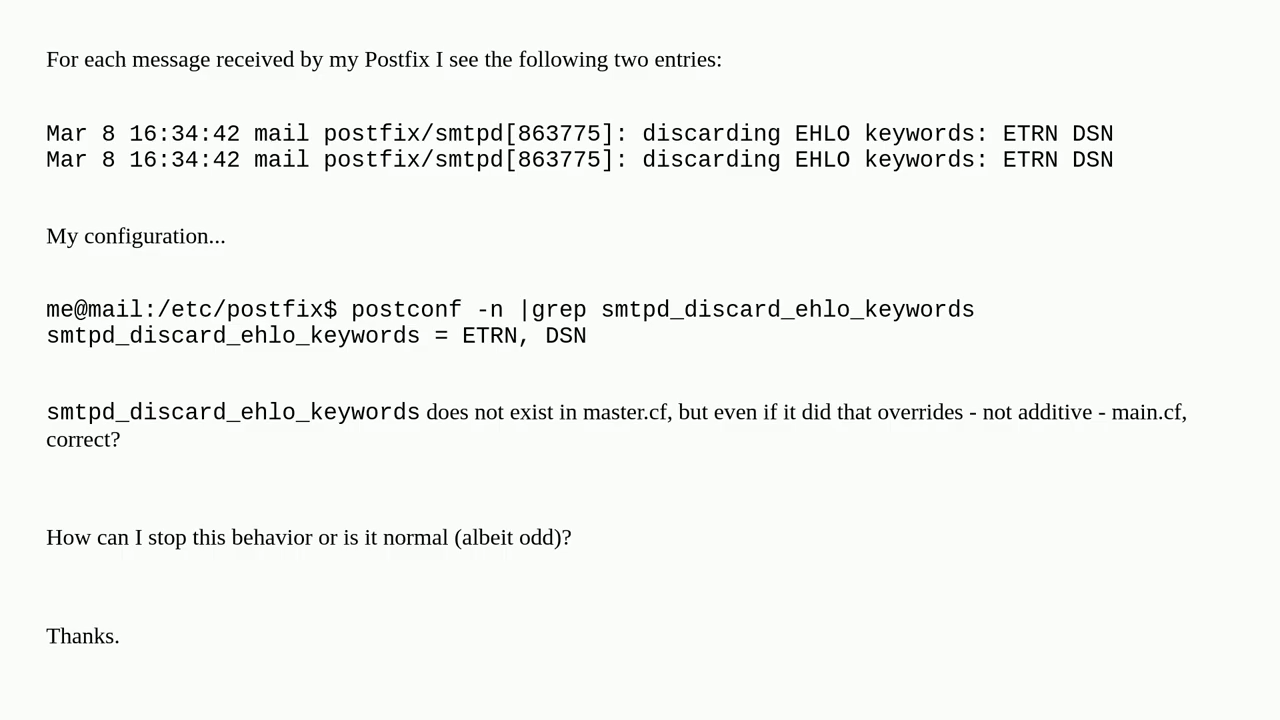 For each message received by my Postfix I see the following two entries:
Mar 8 16:34:42 mail postfix/smtpd[863775]: discarding EHLO keywords: ETRN DSN
Mar 8 16:34:42 mail postfix/smtpd[863775]: discarding EHLO keywords: ETRN DSN
My configuration...
me@mail:/etc/postfix$ postconf -n |grep smtpd_discard_ehlo_keywords
smtpd_discard_ehlo_keywords = ETRN, DSN
smtpd_discard_ehlo_keywords does not exist in master.cf, but even if it did that overrides - not additive - main.cf,
correct?
How can I stop this behavior or is it normal (albeit odd)?
Thanks.